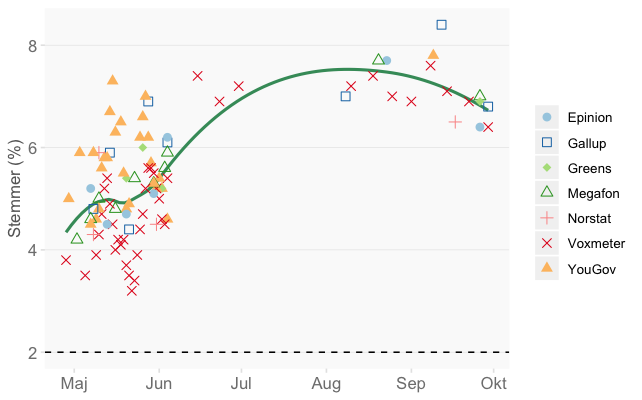 8
6
4
2
Stemmer (%)
Maj Jun Jul Aug Sep Okt
Epinion
Gallup
Greens
Megafon
Norstat
Voxmeter
YouGov